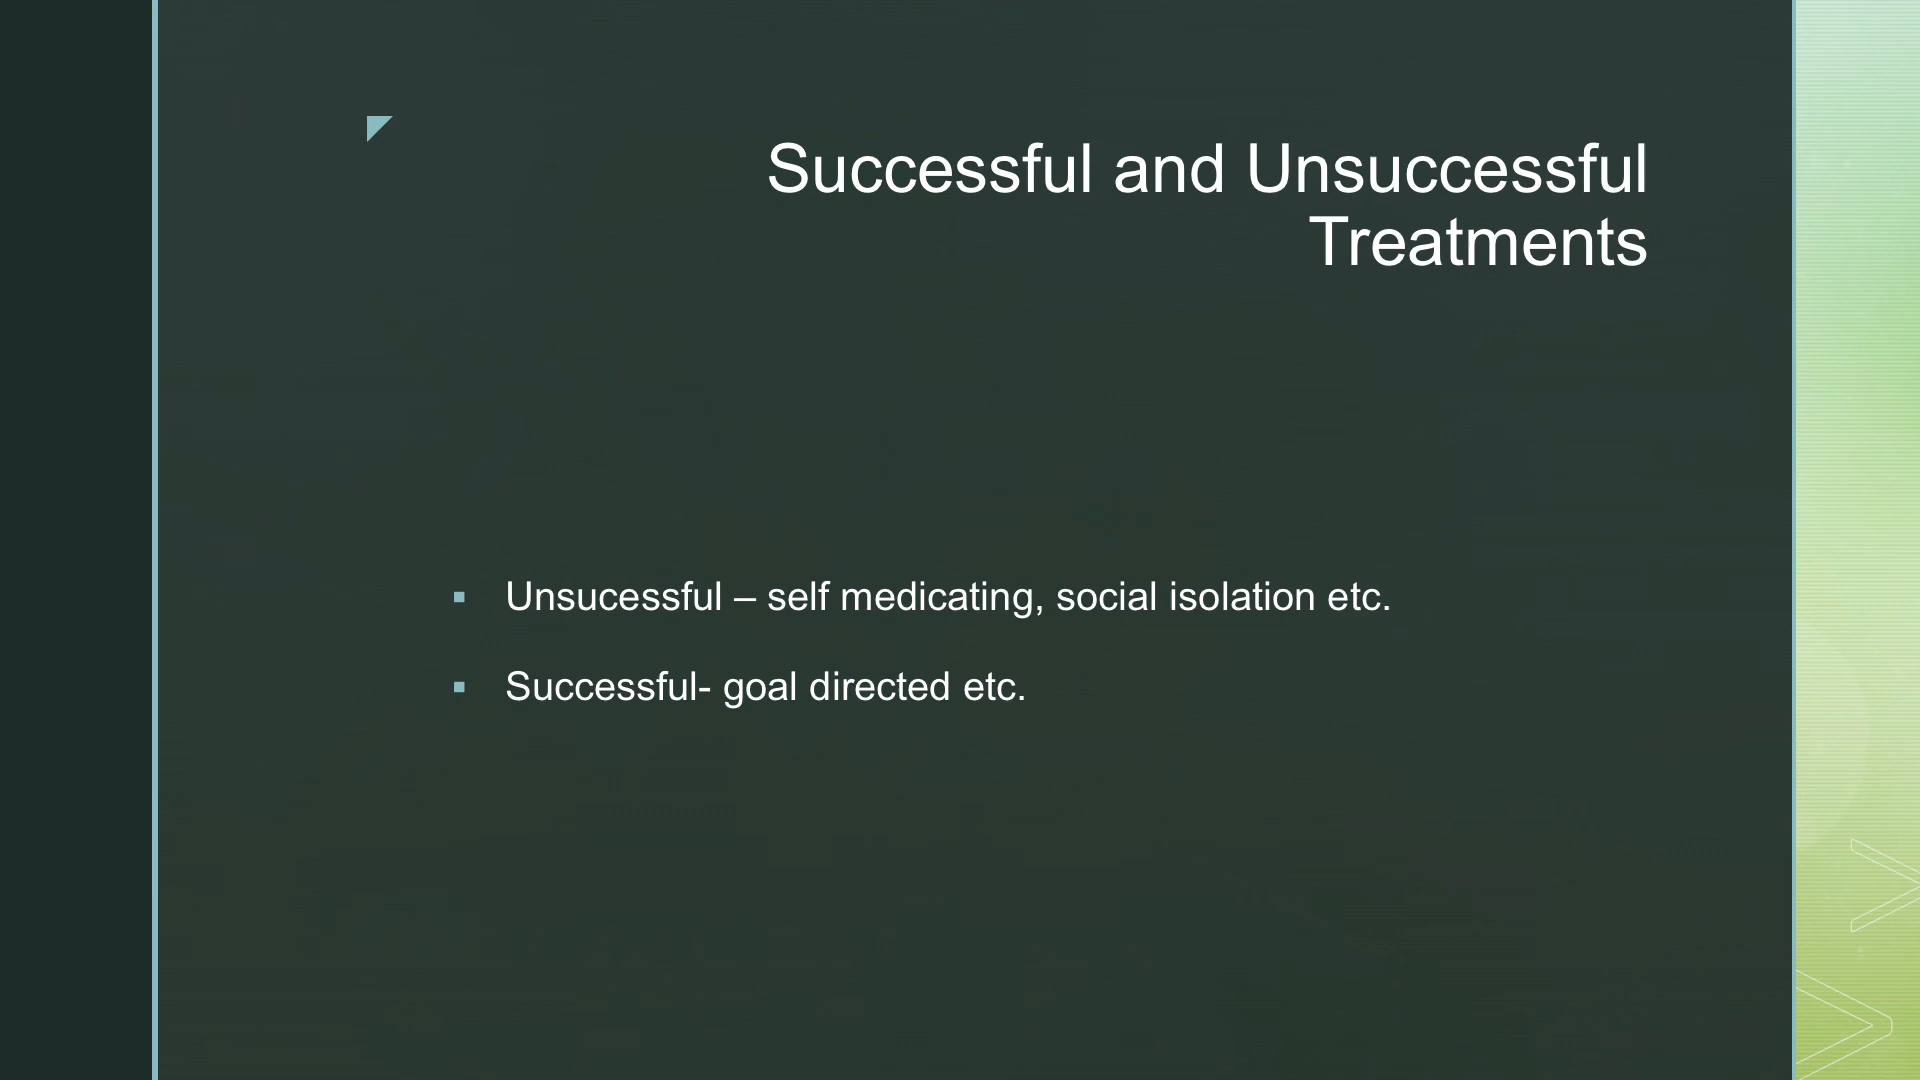 Successful and Unsuccessful
Treatments
▪ Unsucessful – self medicating, social isolation etc.
▪ Successful- goal directed etc.